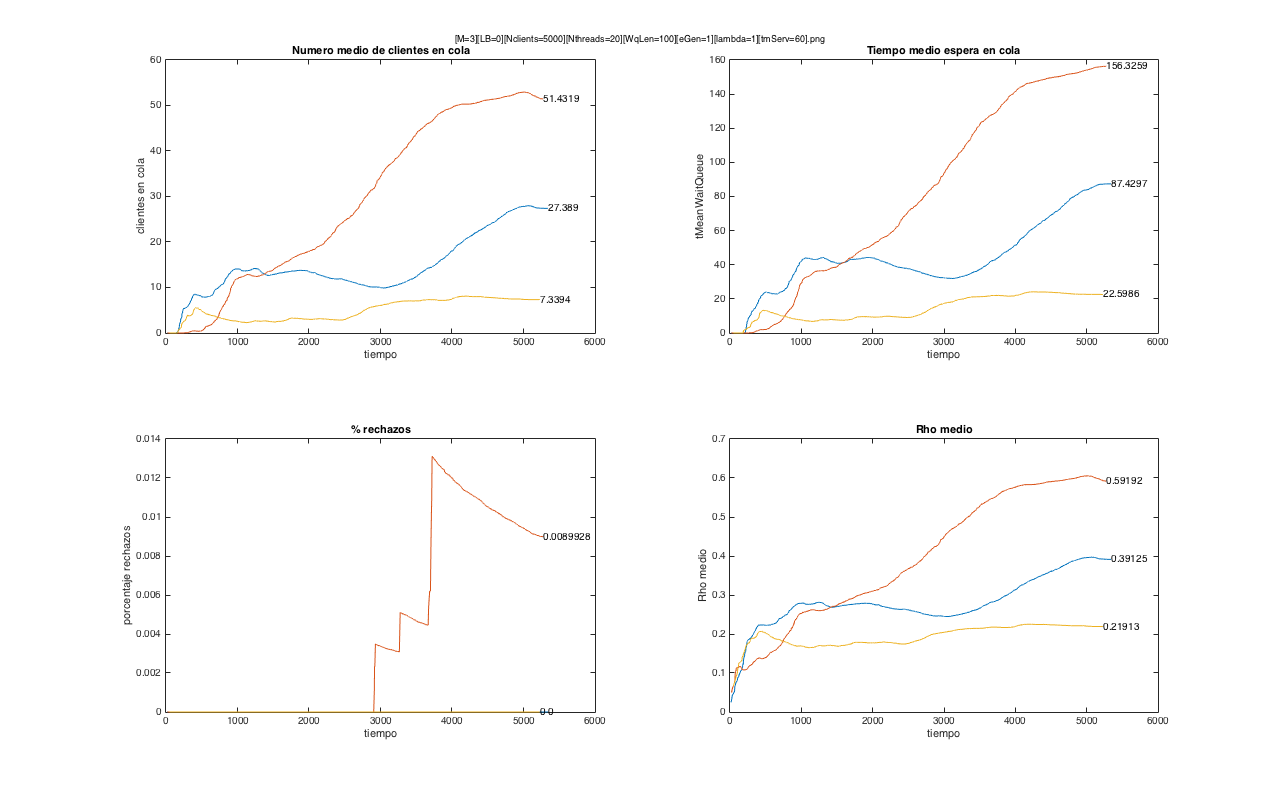 [M=3][LB=0][Nclients=5000][Nthreads=20][WqLen=100][eGen=1][lambda=1][tmServ=60].png
Numero medio de clientes en cola
60
50
40
30
20
10
0
clientes en cola
51.4319
27.389
7.3394
0 1000 2000 3000 4000 5000 6000
tiempo
Tiempo medio espera en cola
160
140
120
100
80
60
40
20
0
tMeanWaitQueue
156.3259
87.4297
22.5986
0 1000 2000 3000 4000 5000 6000
tiempo
% rechazos
0.014
0.012
0.01
0.008
0.006
0.004
0.002
0
porcentaje rechazos
0.0089928
0 1000 2000 3000 4000 5000 6000
tiempo
Rho medio
0.7
0.6
0.5
0.4
0.3
0.2
0.1
0
Rho medio
0.59192
0.39125
0.21913
0 1000 2000 3000 4000 5000 6000
tiempo